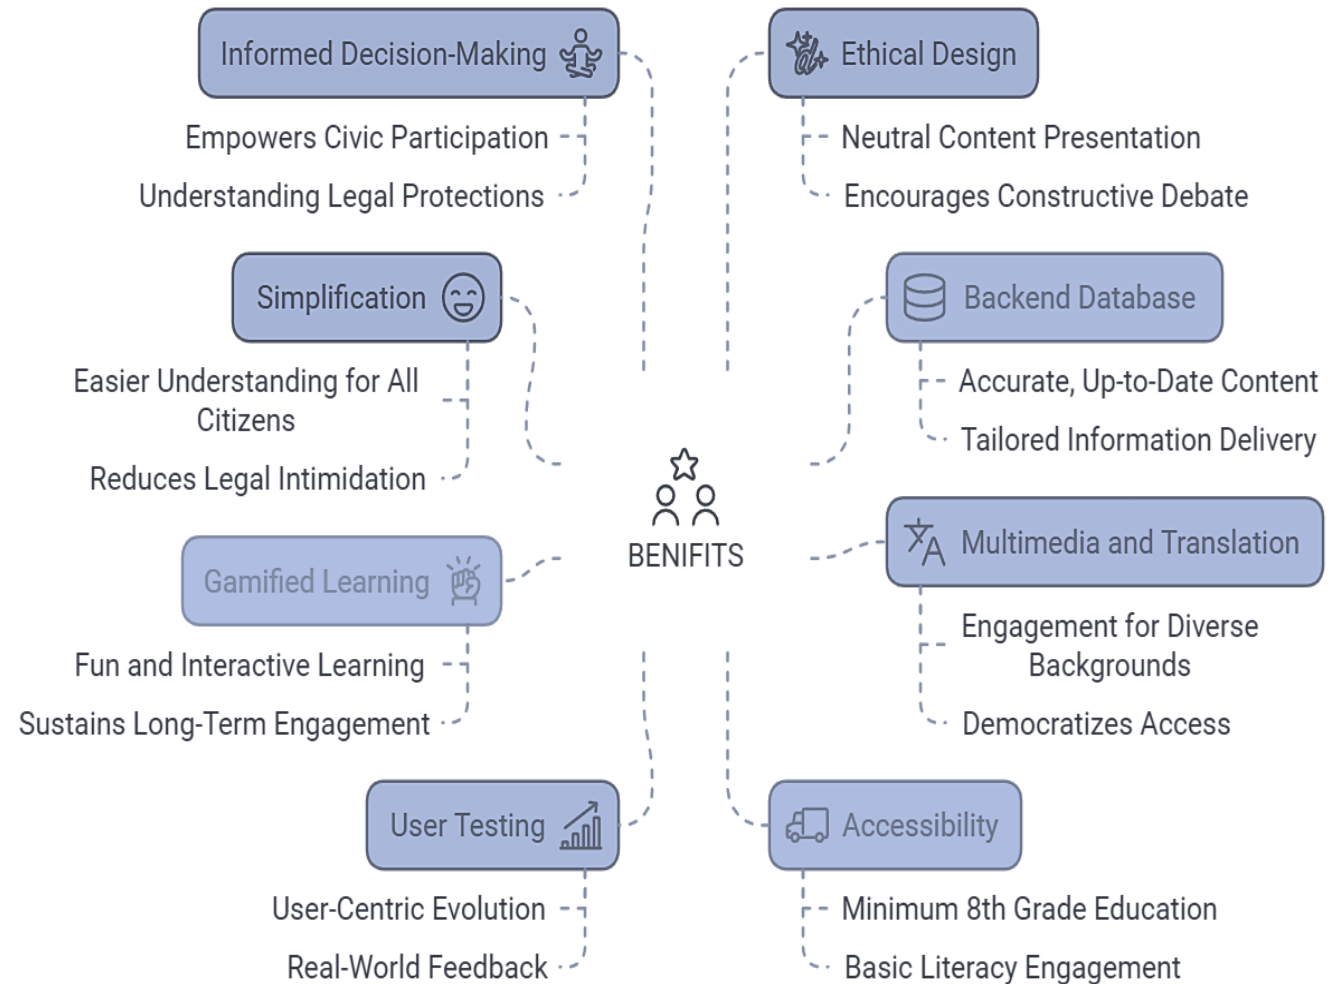 Informed Decision-Making
Empowers Civic Participation
Understanding Legal Protections
Simplification
Easier Understanding for All
Citizens
Reduces Legal Intimidation
Gamified Learning
Fun and Interactive Learning
Sustains Long-Term Engagement
User Testing
User-Centric Evolution
Real-World Feedback
BENIFITS
Ethical Design
Neutral Content Presentation
Encourages Constructive Debate
Backend Database
Accurate, Up-to-Date Content
Tailored Information Delivery
Multimedia and Translation
Engagement for Diverse
Backgrounds
Democratizes Access
Accessibility
Minimum 8th Grade Education
Basic Literacy Engagement